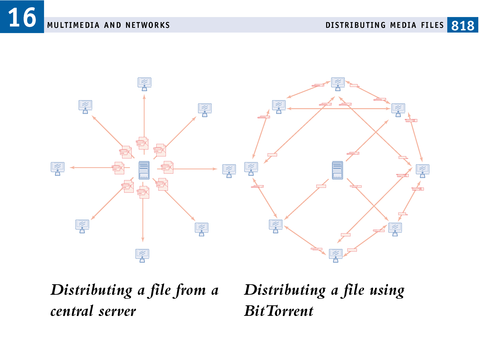 16
MULTIMEDIA AND NETWORKS
DISTRIBUTING MEDIA FILES 818
Distributing a file from a
central server
Distributing a file using
BitTorrent